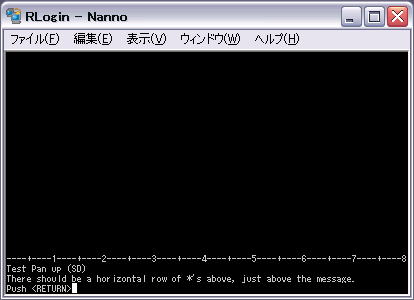 RLogin - Nanno
ファイル(F) 編集(E) 表示(V) ウィンドウ(W) ヘルプ(H)
----+----1----+----2----+----3----+----4----+----5----+----6----+----7----+----8
Test Pan up (SD)
There should be a horizontal row of *'s above, just above the message.
Push <RETURN>